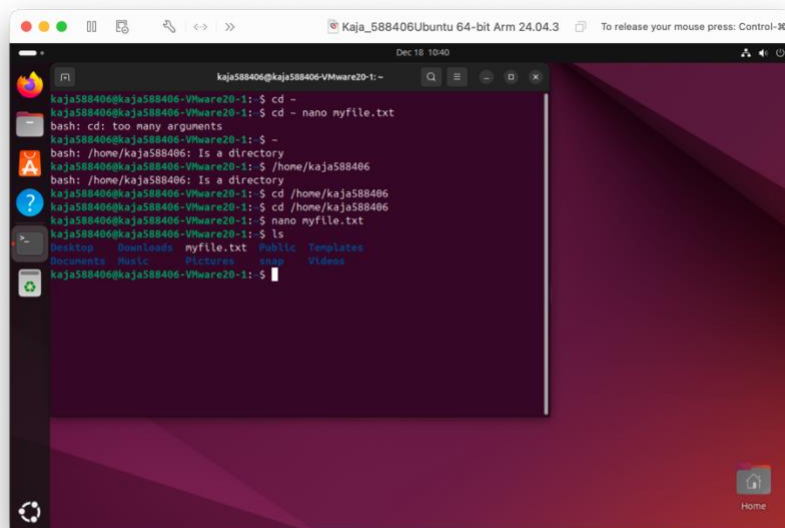 Kaja_588406Ubuntu 64-bit Arm 24.04.3
To release your mouse press: Control-⌘
Dec 18 10:40
kaja588406@kaja588406-VMware20-1: ~
kaja588406@kaja588406-VMware20-1:~$ cd ~
kaja588406@kaja588406-VMware20-1:~$ cd ~ nano myfile.txt
bash: cd: too many arguments
kaja588406@kaja588406-VMware20-1:~$ ~
bash: /home/kaja588406: Is a directory
kaja588406@kaja588406-VMware20-1:~$ /home/kaja588406
bash: /home/kaja588406: Is a directory
kaja588406@kaja588406-VMware20-1:~$ cd /home/kaja588406
kaja588406@kaja588406-VMware20-1:~$ cd /home/kaja588406
kaja588406@kaja588406-VMware20-1:~$ nano myfile.txt
kaja588406@kaja588406-VMware20-1:~$ ls
Desktop Downloads myfile.txt Public Templates
Documents Music Pictures snap Videos
kaja588406@kaja588406-VMware20-1:~$
Home